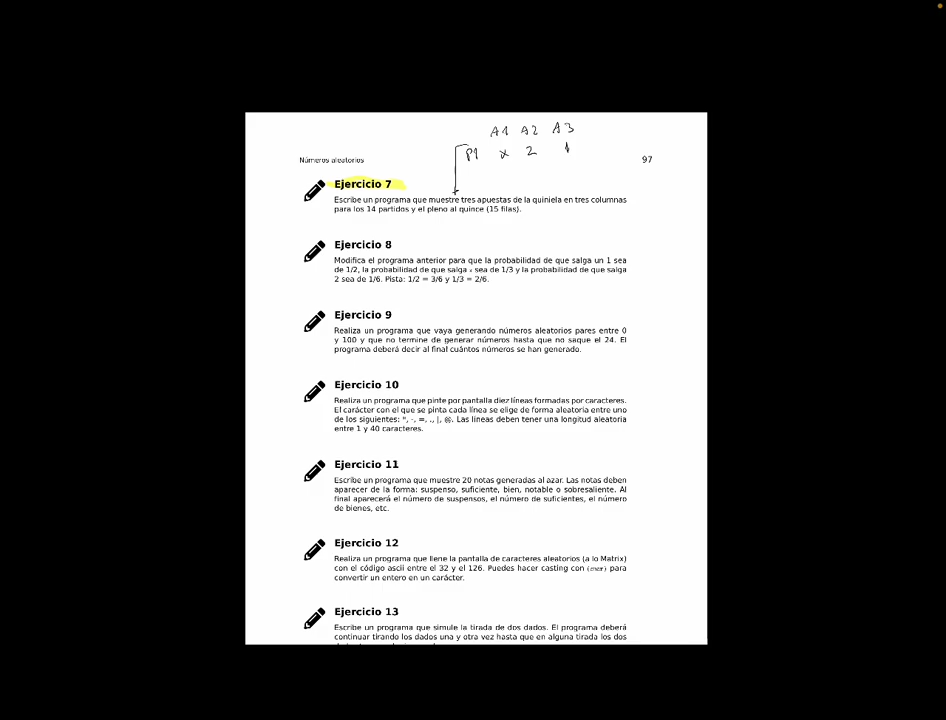 A1 A2 A3
P1 x 2 1
Números aleatorios 97
Ejercicio 7
Escribe un programa que muestre tres apuestas de la quiniela en tres columnas
para los 14 partidos y el pleno al quince (15 filas).
Ejercicio 8
Modifica el programa anterior para que la probabilidad de que salga un 1 sea
de 1/2, la probabilidad de que salga x sea de 1/3 y la probabilidad de que salga
2 sea de 1/6. Pista: 1/2 = 3/6 y 1/3 = 2/6.
Ejercicio 9
Realiza un programa que vaya generando números aleatorios pares entre 0
y 100 y que no termine de generar números hasta que no saque el 24. El
programa deberá decir al final cuántos números se han generado.
Ejercicio 10
Realiza un programa que pinte por pantalla diez líneas formadas por caracteres.
El carácter con el que se pinta cada línea se elige de forma aleatoria entre uno
de los siguientes: *, -, =, ., |, @. Las líneas deben tener una longitud aleatoria
entre 1 y 40 caracteres.
Ejercicio 11
Escribe un programa que muestre 20 notas generadas al azar. Las notas deben
aparecer de la forma: suspenso, suficiente, bien, notable o sobresaliente. Al
final aparecerá el número de suspensos, el número de suficientes, el número
de bienes, etc.
Ejercicio 12
Realiza un programa que llene la pantalla de caracteres aleatorios (a lo Matrix)
con el código ascii entre el 32 y el 126. Puedes hacer casting con (char) para
convertir un entero en un carácter.
Ejercicio 13
Escribe un programa que simule la tirada de dos dados. El programa deberá
continuar tirando los dados una y otra vez hasta que en alguna tirada los dos